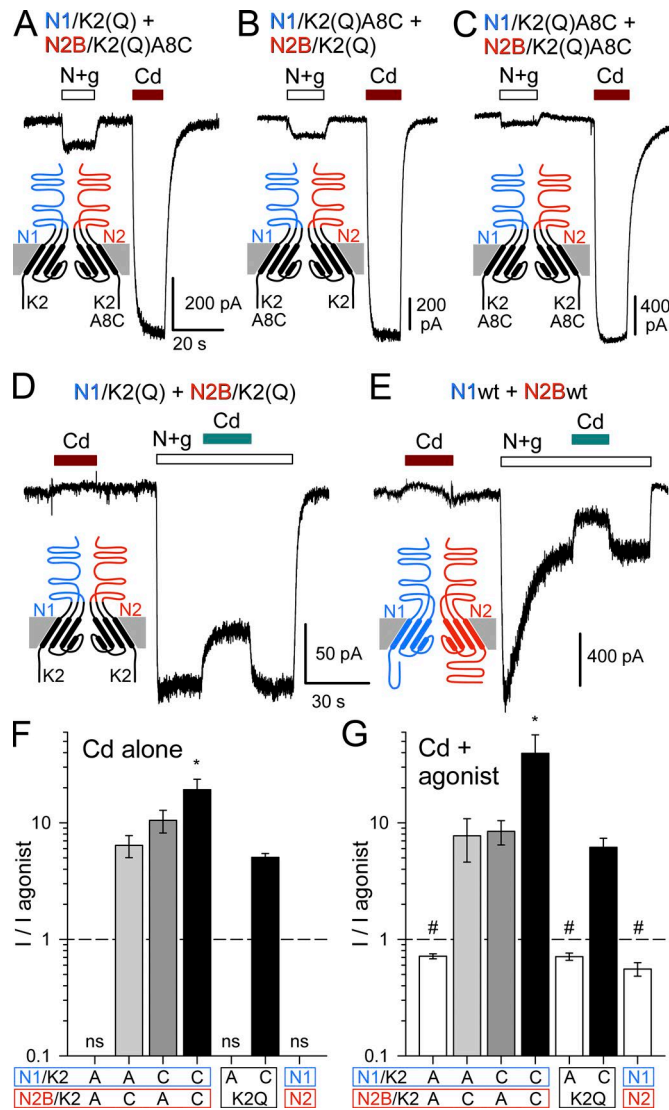 A N1/K2(Q) + N2B/K2(Q)A8C
B N1/K2(Q)A8C + N2B/K2(Q)
C N1/K2(Q)A8C + N2B/K2(Q)A8C
N+g Cd
N+g Cd
N+g Cd
N1 N2
N1 N2
N1 N2
K2 K2 A8C
K2 A8C K2
K2 A8C K2 A8C
200 pA
20 s
200 pA
400 pA
D N1/K2(Q) + N2B/K2(Q)
E N1wt + N2Bwt
Cd N+g Cd
Cd N+g Cd
N1 N2
N1 N2
K2 K2
50 pA
30 s
400 pA
F Cd alone
G Cd + agonist
I / I agonist
10
1
0.1
ns * ns ns
I / I agonist
10
1
0.1
# * # #
N1/K2 A A C C A C N1
N2B/K2 A C A C K2Q N2
N1/K2 A A C C A C N1
N2B/K2 A C A C K2Q N2